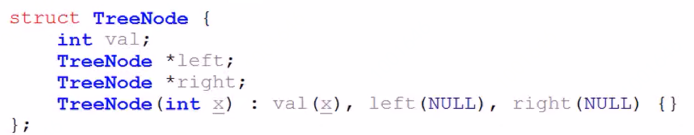 struct TreeNode {
    int val;
    TreeNode *left;
    TreeNode *right;
    TreeNode(int x) : val(x), left(NULL), right(NULL) {}
};